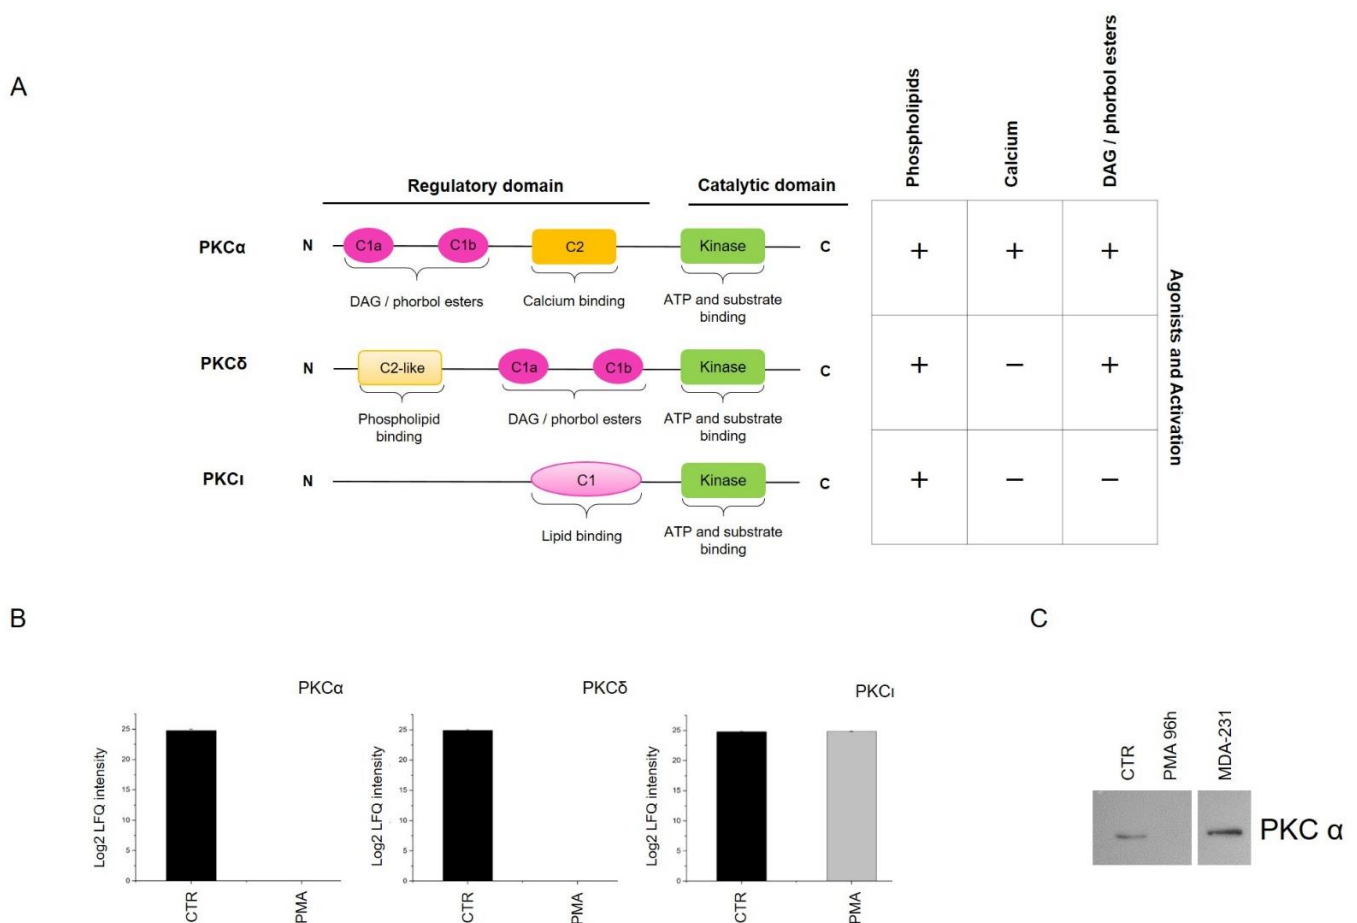 A
Phospholipids
Calcium
DAG / phorbol esters
Regulatory domain
Catalytic domain
PKCα
N
C1a
C1b
C2
Kinase
C
+
+
+
DAG / phorbol esters
Calcium binding
ATP and substrate
binding
PKCδ
N
C2-like
C1a
C1b
Kinase
C
+
−
+
Phospholipid
binding
DAG / phorbol esters
ATP and substrate
binding
PKCι
N
C1
Kinase
C
+
−
−
Lipid binding
ATP and substrate
binding
Agonists and Activation
B
PKCα
Log2 LFQ intensity
25
20
15
10
5
0
CTR
PMA
PKCδ
Log2 LFQ intensity
25
20
15
10
5
0
CTR
PMA
PKCι
Log2 LFQ intensity
25
20
15
10
5
0
CTR
PMA
C
CTR
PMA 96h
MDA-231
PKC α